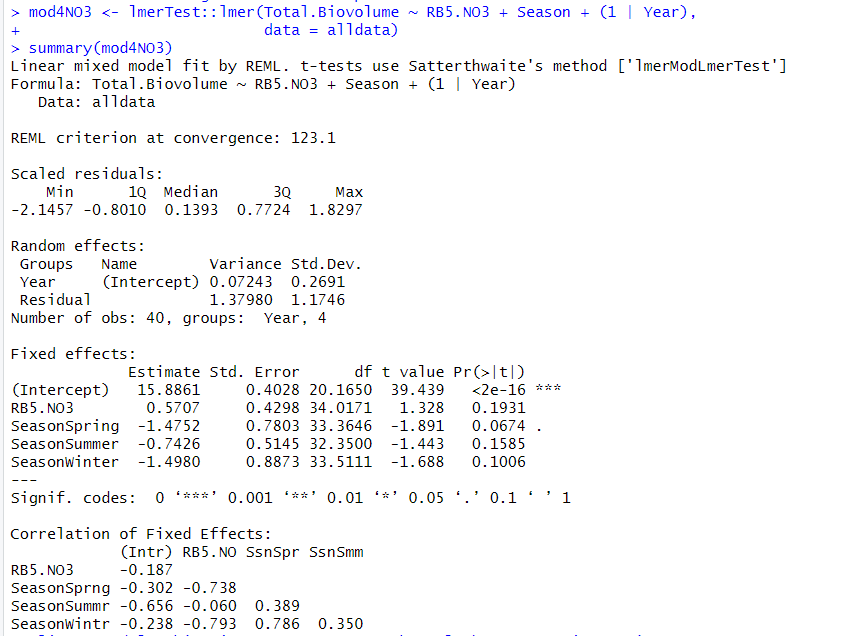 > mod4NO3 <- lmerTest::lmer(Total.Biovolume ~ RB5.NO3 + Season + (1 | Year),
+                           data = alldata)
> summary(mod4NO3)
Linear mixed model fit by REML. t-tests use Satterthwaite's method ['lmerModLmerTest']
Formula: Total.Biovolume ~ RB5.NO3 + Season + (1 | Year)
   Data: alldata

REML criterion at convergence: 123.1

Scaled residuals:
    Min      1Q  Median      3Q     Max
-2.1457 -0.8010  0.1393  0.7724  1.8297

Random effects:
 Groups   Name        Variance Std.Dev.
 Year     (Intercept) 0.07243  0.2691
 Residual             1.37980  1.1746
Number of obs: 40, groups:  Year, 4

Fixed effects:
             Estimate Std. Error      df t value Pr(>|t|)
(Intercept)   15.8861     0.4028 20.1650  39.439   <2e-16 ***
RB5.NO3        0.5707     0.4298 34.0171   1.328   0.1931
SeasonSpring  -1.4752     0.7803 33.3646  -1.891   0.0674 .
SeasonSummer  -0.7426     0.5145 32.3500  -1.443   0.1585
SeasonWinter  -1.4980     0.8873 33.5111  -1.688   0.1006
---
Signif. codes:  0 ‘***’ 0.001 ‘**’ 0.01 ‘*’ 0.05 ‘.’ 0.1 ‘ ’ 1

Correlation of Fixed Effects:
            (Intr) RB5.NO SsnSpr SsnSmm
RB5.NO3     -0.187
SeasonSprng -0.302 -0.738
SeasonSummr -0.656 -0.060  0.389
SeasonWintr -0.238 -0.793  0.786  0.350